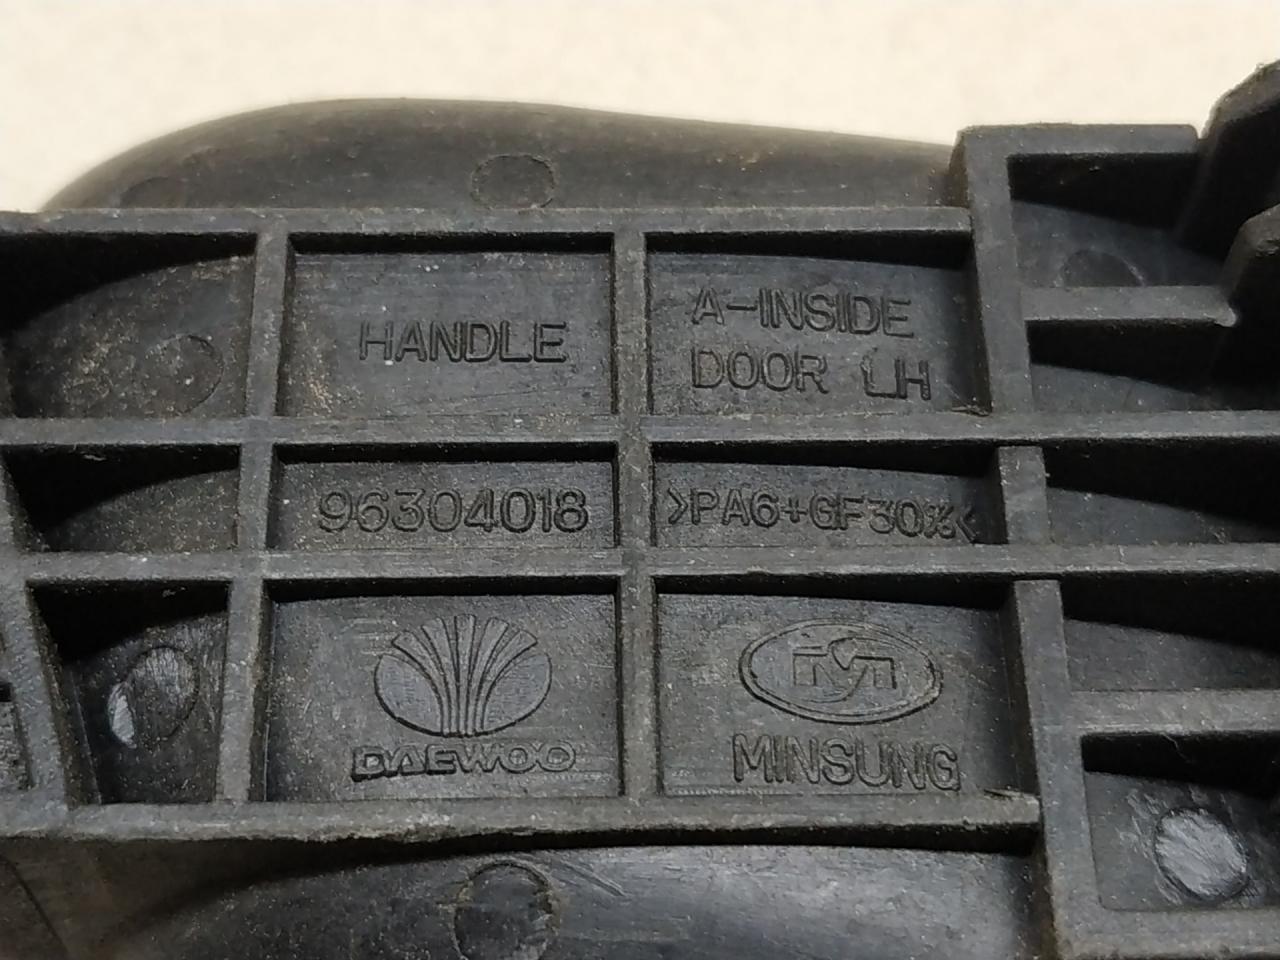 HANDLE
A-INSIDE
DOOR LH
96304018
>PA6+GF30%<
DAEWOO
MINSUNG